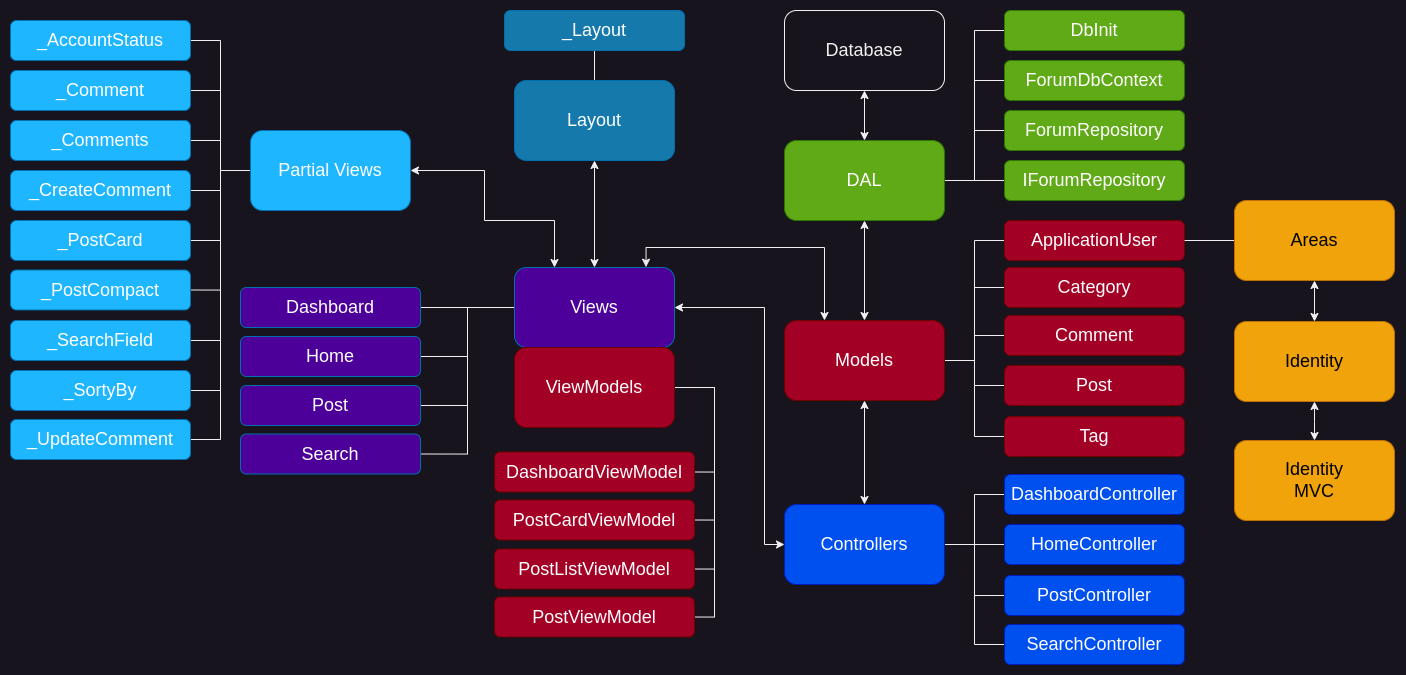 _AccountStatus
_Comment
_Comments
_CreateComment
_PostCard
_PostCompact
_SearchField
_SortyBy
_UpdateComment
Partial Views
Dashboard
Home
Post
Search
_Layout
Layout
Views
ViewModels
DashboardViewModel
PostCardViewModel
PostListViewModel
PostViewModel
Database
DAL
Models
Controllers
DbInit
ForumDbContext
ForumRepository
IForumRepository
ApplicationUser
Category
Comment
Post
Tag
DashboardController
HomeController
PostController
SearchController
Areas
Identity
Identity
MVC